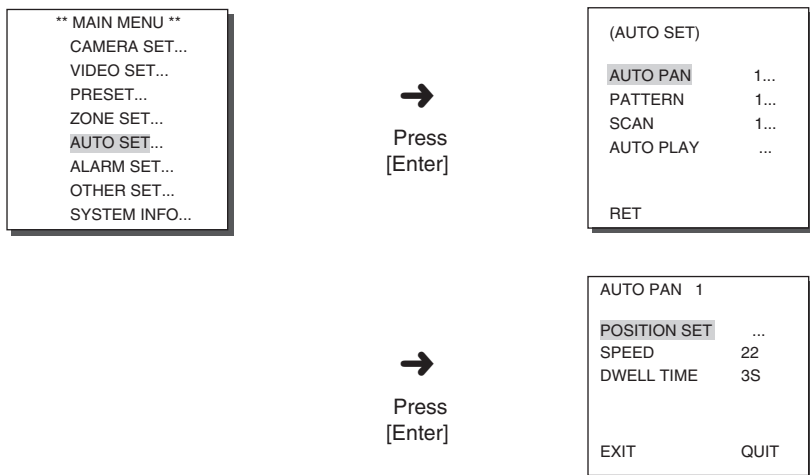 ** MAIN MENU **
CAMERA SET...
VIDEO SET...
PRESET...
ZONE SET...
AUTO SET...
ALARM SET...
OTHER SET...
SYSTEM INFO...
Press
[Enter]
(AUTO SET)
AUTO PAN 1...
PATTERN 1...
SCAN 1...
AUTO PLAY ...
RET
Press
[Enter]
AUTO PAN 1
POSITION SET ...
SPEED 22
DWELL TIME 3S
EXIT QUIT